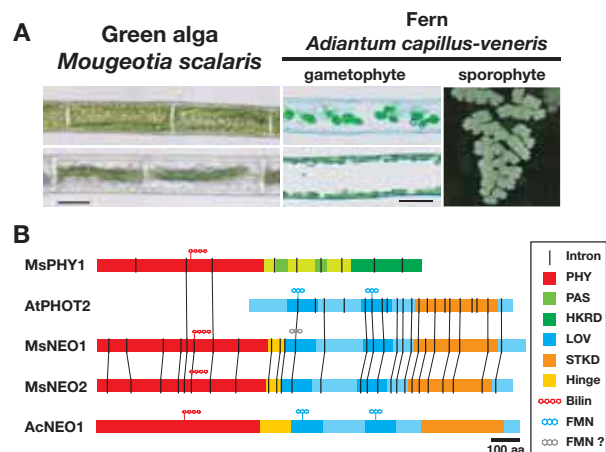 A
Green alga
Mougeotia scalaris
Fern
Adiantum capillus-veneris
gametophyte
sporophyte
B
MsPHY1
AtPHOT2
MsNEO1
MsNEO2
AcNEO1
100 aa
Intron
PHY
PAS
HKRD
LOV
STKD
Hinge
Bilin
FMN
FMN ?